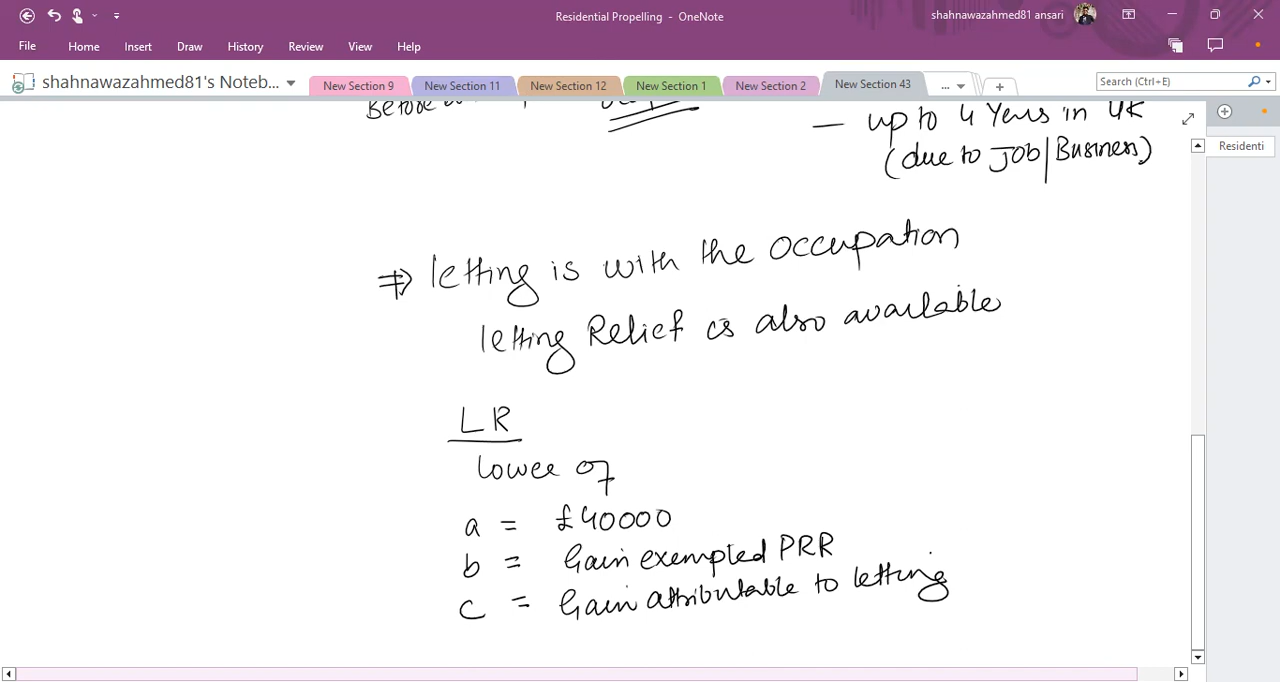 Residential Propelling - OneNote
shahnawazahmed81 ansari
File Home Insert Draw History Review View Help
shahnawazahmed81's Noteb...
New Section 9
New Section 11
New Section 12
New Section 1
New Section 2
New Section 43
...
Search (Ctrl+E)
Residenti
Before
— up to 4 Years in UK
(due to JOB|Business)
⇒ letting is with the occupation
letting Relief is also available
LR
lower of
a = £40000
b = Gain exempted PRR
c = Gain attributable to letting